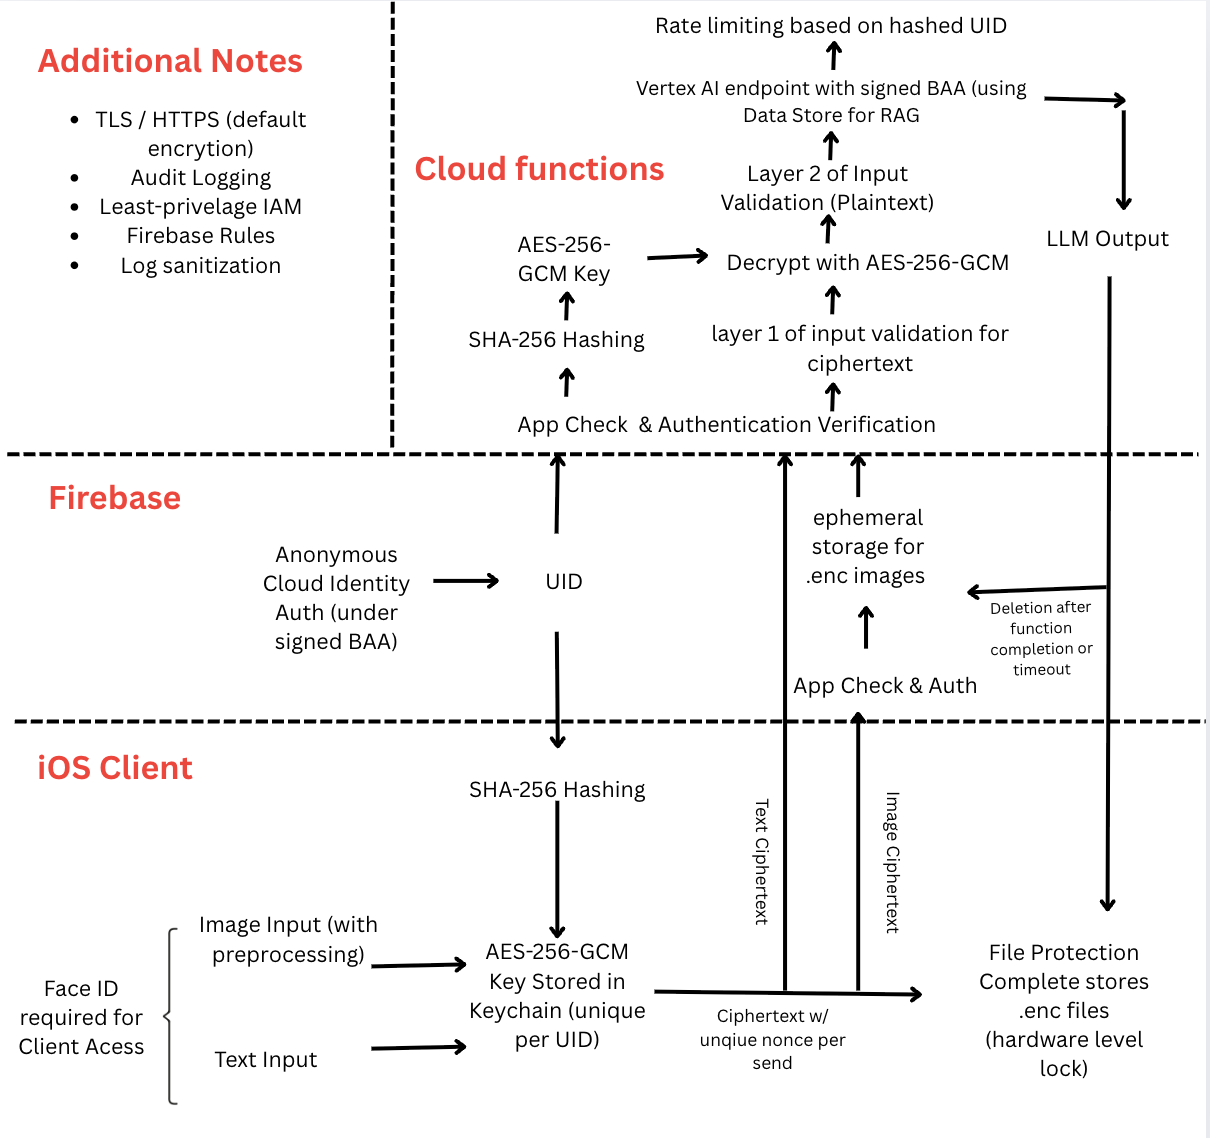 Additional Notes
TLS / HTTPS (default
encrytion)
Audit Logging
Least-privelage IAM
Firebase Rules
Log sanitization
Cloud functions
Rate limiting based on hashed UID
Vertex AI endpoint with signed BAA (using
Data Store for RAG
Layer 2 of Input
Validation (Plaintext)
AES-256-
GCM Key
Decrypt with AES-256-GCM
SHA-256 Hashing
layer 1 of input validation for
ciphertext
App Check & Authentication Verification
LLM Output
Firebase
Anonymous
Cloud Identity
Auth (under
signed BAA)
UID
ephemeral
storage for
.enc images
Deletion after
function
completion or
timeout
App Check & Auth
iOS Client
SHA-256 Hashing
Text Ciphertext
Image Ciphertext
Face ID
required for
Client Acess
Image Input (with
preprocessing)
Text Input
AES-256-GCM
Key Stored in
Keychain (unique
per UID)
Ciphertext w/
unqiue nonce per
send
File Protection
Complete stores
.enc files
(hardware level
lock)